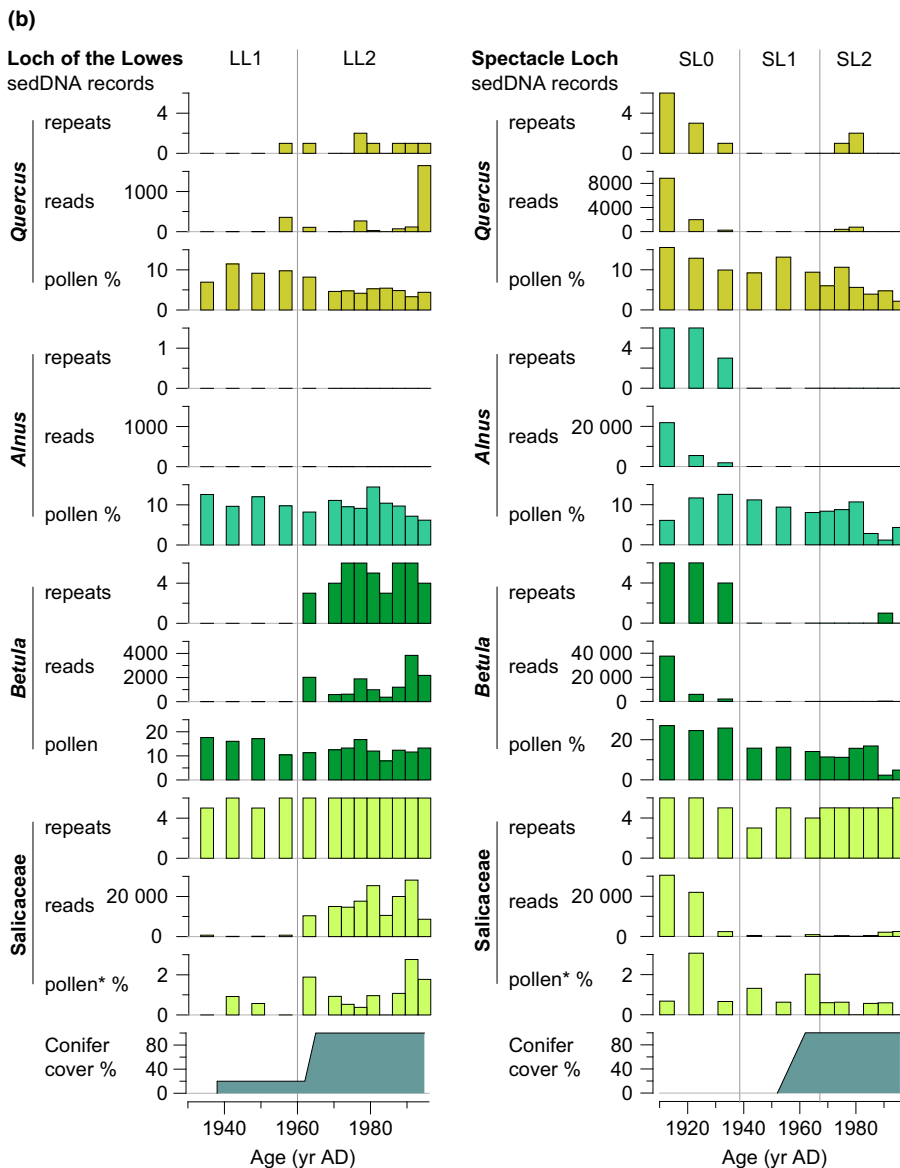 (b)
Loch of the Lowes LL1 LL2
sedDNA records
Quercus
repeats 4 0
reads 1000 0
pollen % 10 0
Alnus
repeats 1 0
reads 1000 0
pollen % 10 0
Betula
repeats 4 0
reads 4000 2000 0
pollen 20 10 0
Salicaceae
repeats 4 0
reads 20 000 0
pollen* % 2 0
Conifer cover % 80 40 0
1940 1960 1980
Age (yr AD)
Spectacle Loch SL0 SL1 SL2
sedDNA records
Quercus
repeats 4 0
reads 8000 4000 0
pollen % 10 0
Alnus
repeats 4 0
reads 20 000 0
pollen % 10 0
Betula
repeats 4 0
reads 40 000 20 000 0
pollen % 20 0
Salicaceae
repeats 4 0
reads 20 000 0
pollen* % 2 0
Conifer cover % 80 40 0
1920 1940 1960 1980
Age (yr AD)